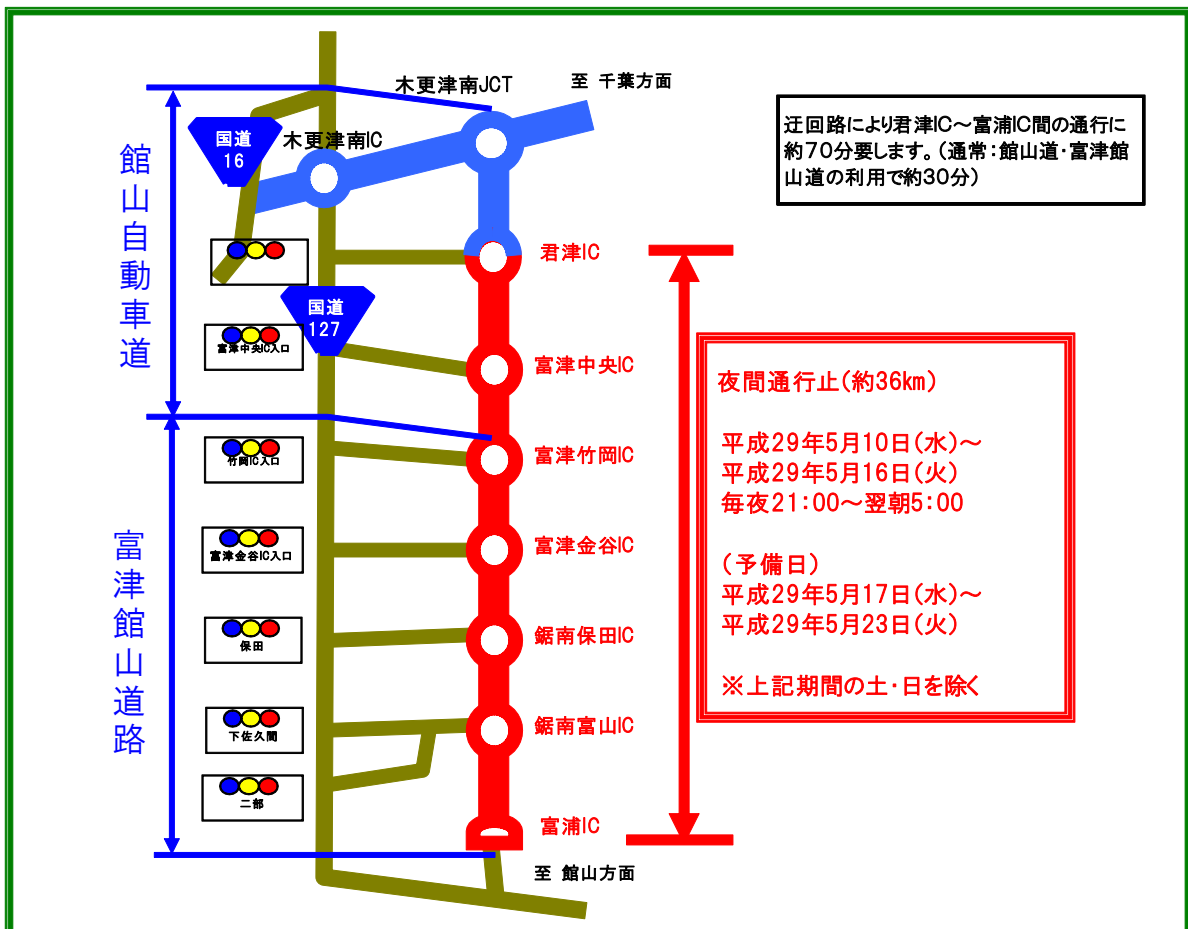 木更津南JCT
至 千葉方面
迂回路により君津IC～富浦IC間の通行に
約70分要します。（通常：館山道・富津館
山道の利用で約30分）
国道
16
木更津南IC
館山自動車道
君津IC
国道
127
富津中央IC入口
富津中央IC
夜間通行止（約36km）
平成29年5月10日（水）～
平成29年5月16日（火）
毎夜21：00～翌朝5：00
（予備日）
平成29年5月17日（水）～
平成29年5月23日（火）
※上記期間の土・日を除く
竹岡IC入口
富津竹岡IC
富津館山道路
富津金谷IC入口
富津金谷IC
保田
鋸南保田IC
下佐久間
鋸南富山IC
二部
富浦IC
至 館山方面